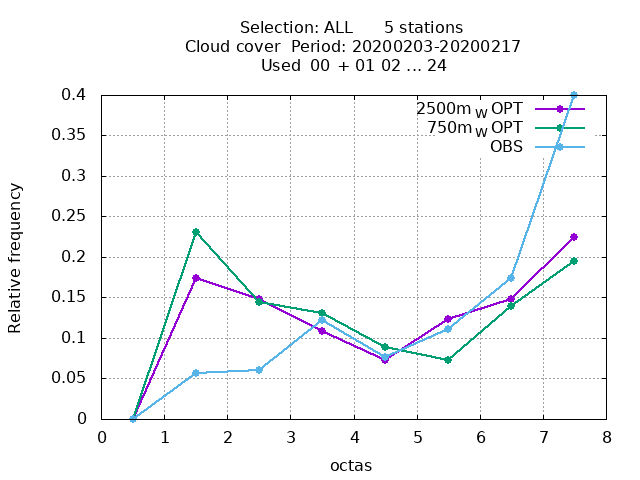 Selection: ALL 5 stations
Cloud cover Period: 20200203-20200217
Used 00 + 01 02 ... 24
2500m W OPT
750m W OPT
OBS
Relative frequency
0.4
0.35
0.3
0.25
0.2
0.15
0.1
0.05
0
0 1 2 3 4 5 6 7 8
octas